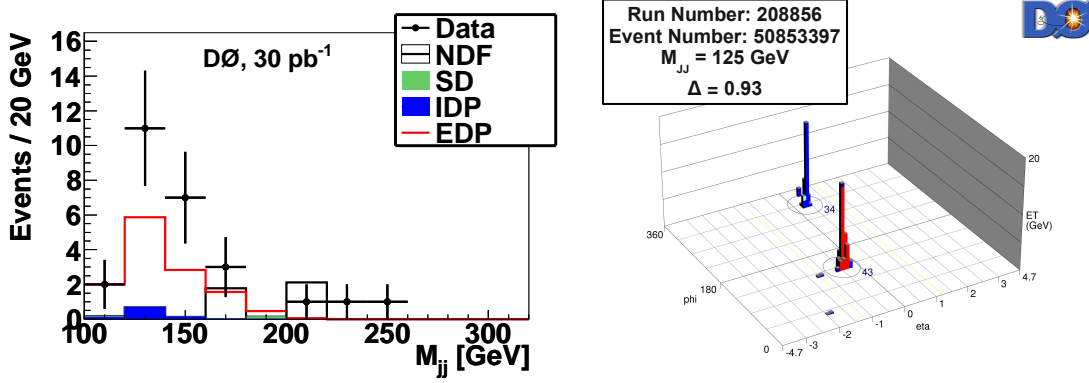 Events / 20 GeV
16
14
12
10
8
6
4
2
0
100
150
200
250
300
M_jj [GeV]
DØ, 30 pb⁻¹
Data
NDF
SD
IDP
EDP
Run Number: 208856
Event Number: 50853397
M_JJ = 125 GeV
Δ = 0.93
DØ
20
ET
(GeV)
34
43
360
180
0
phi
-4.7
-3
-2
-1
0
1
2
3
4.7
eta